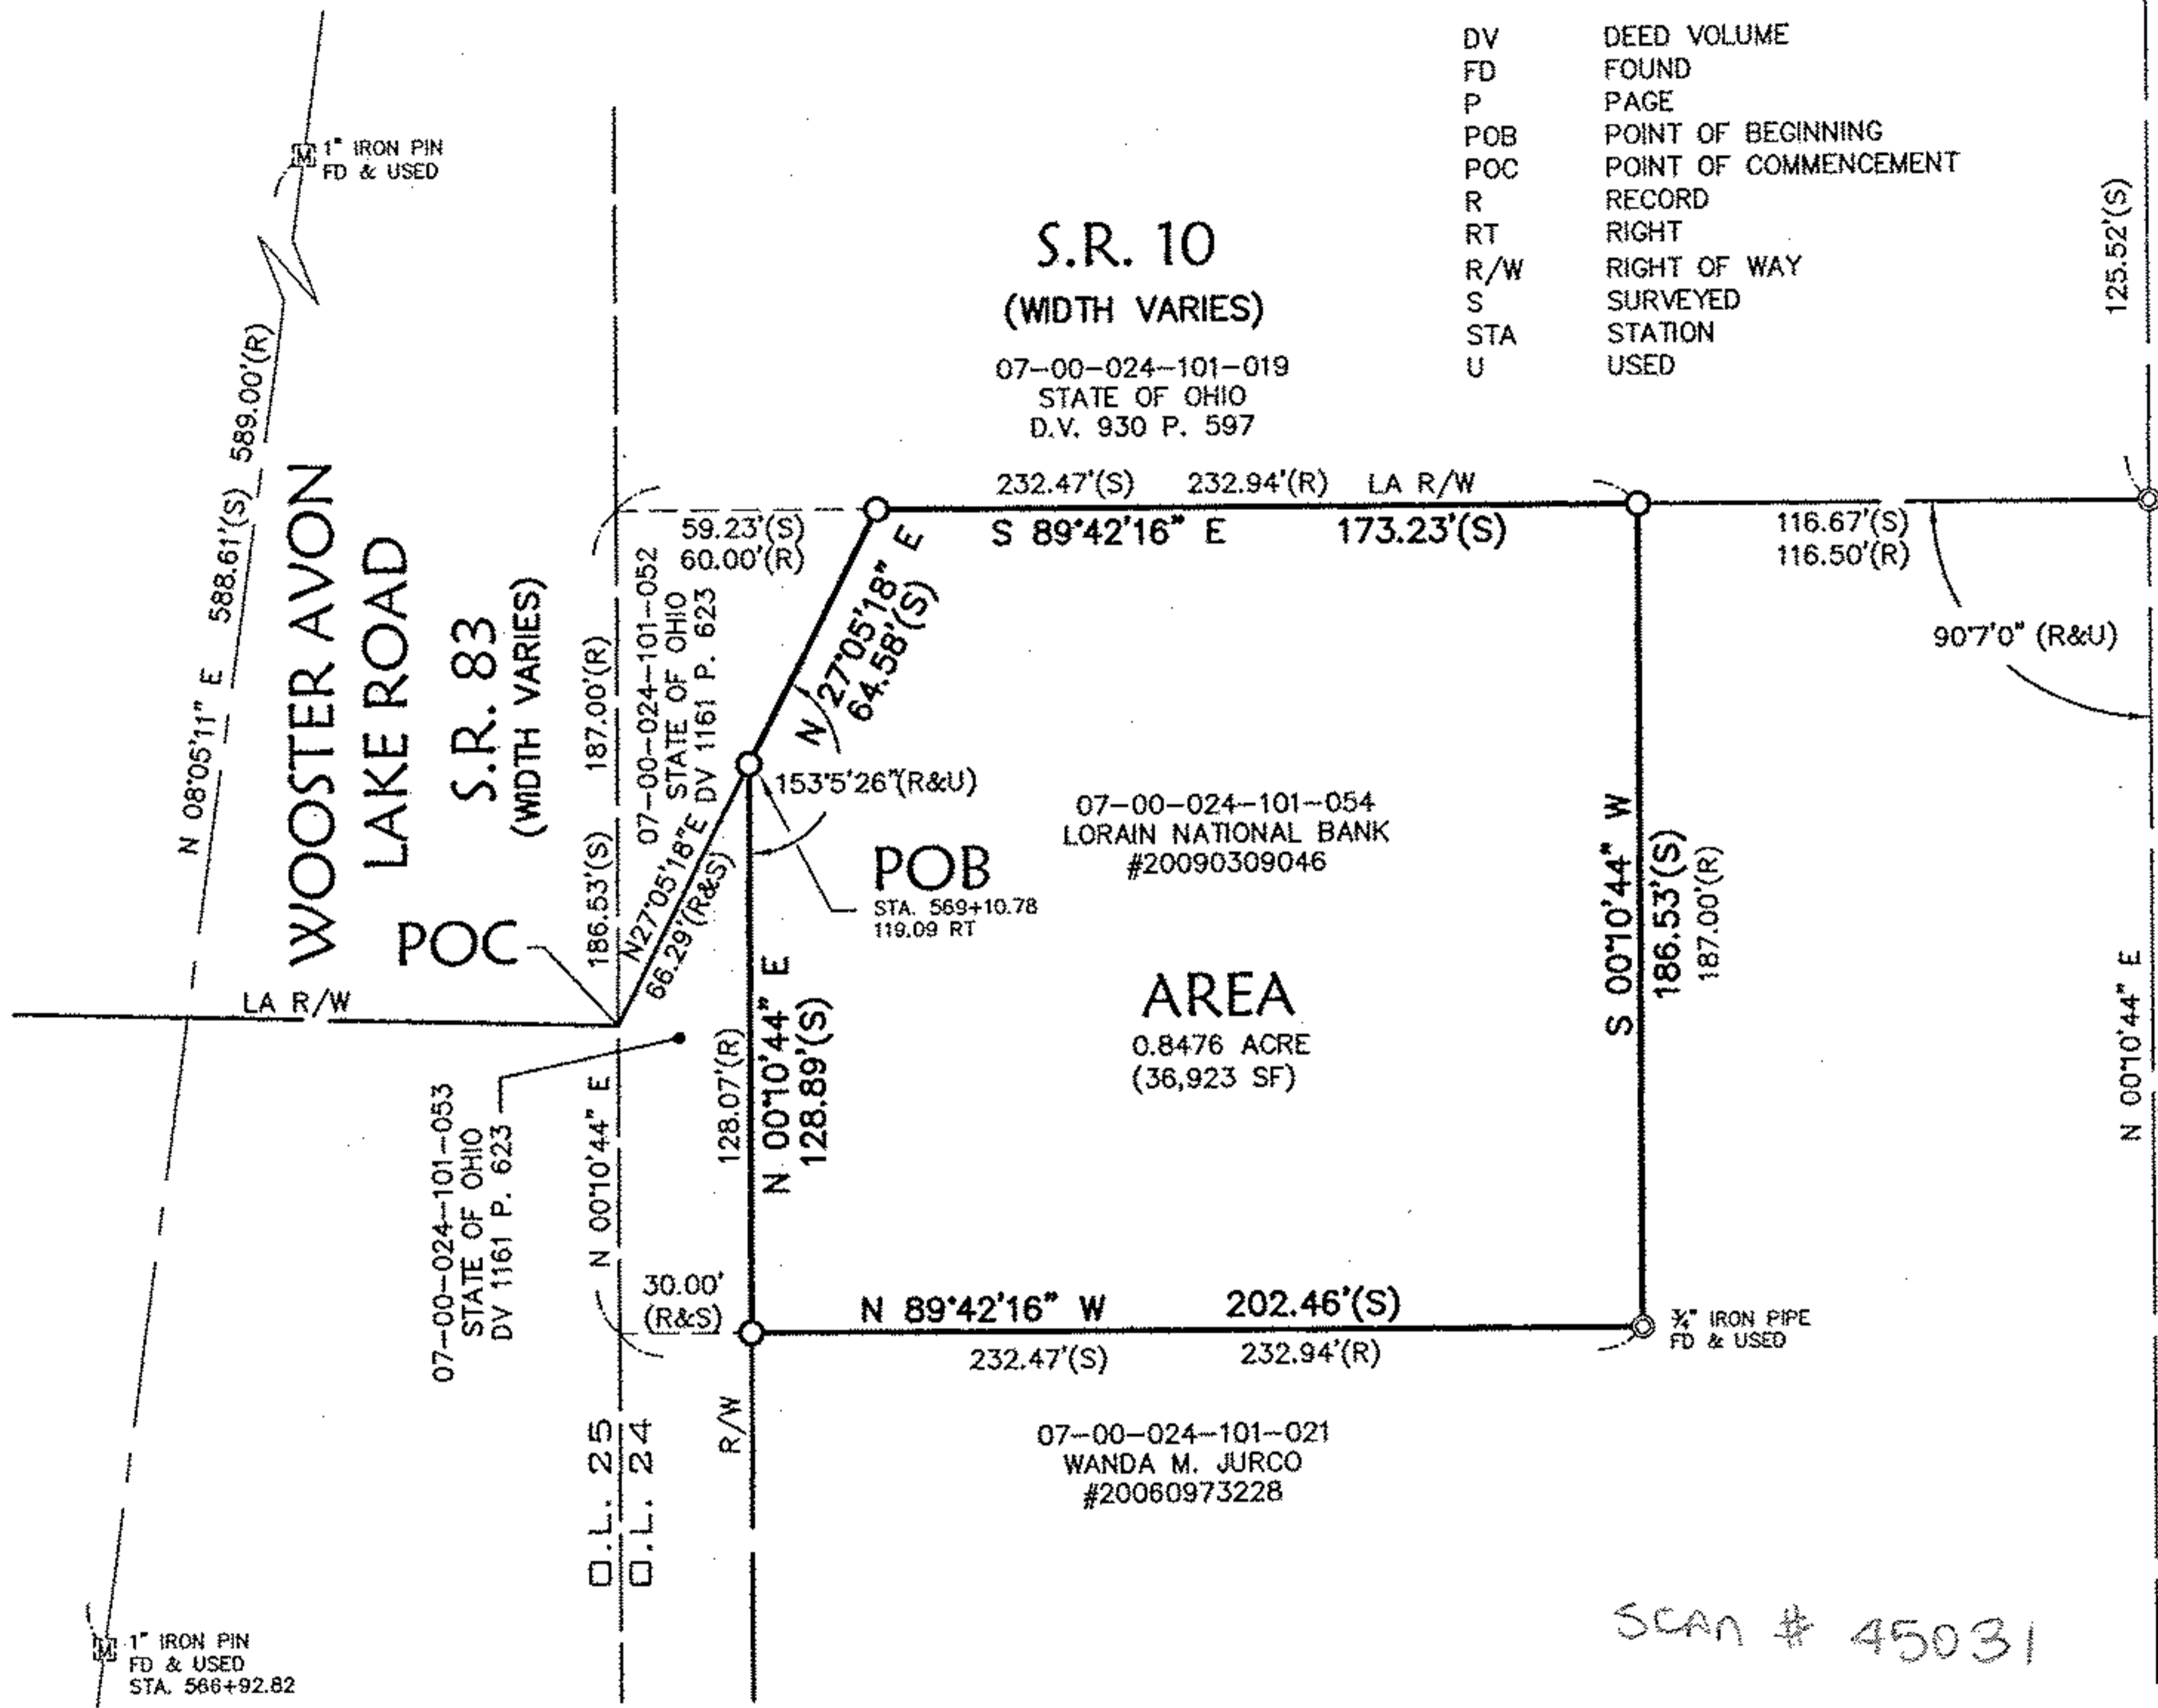 DV DEED VOLUME
FD FOUND
P PAGE
POB POINT OF BEGINNING
POC POINT OF COMMENCEMENT
R RECORD
RT RIGHT
R/W RIGHT OF WAY
S SURVEYED
STA STATION
U USED
M 1" IRON PIN
FD & USED
125.52'(S)
S.R. 10
(WIDTH VARIES)
07-00-024-101-019
STATE OF OHIO
D.V. 930 P. 597
232.47'(S) 232.94'(R) LA R/W
S 89°42'16" E 173.23'(S)
59.23'(S)
60.00'(R)
116.67'(S)
116.50'(R)
90°7'0" (R&U)
N 08°05'11" E 588.61'(S) 589.00'(R)
WOOSTER AVON
LAKE ROAD
S.R. 83
(WIDTH VARIES)
186.53'(S) 187.00'(R)
07-00-024-101-052
STATE OF OHIO
DV 1161 P. 623
N 27°05'18" E
64.58'(S)
153°5'26"(R&U)
N27°05'18"E
66.29'(R&S)
POB
STA. 569+10.78
119.09 RT
07-00-024-101-054
LORAIN NATIONAL BANK
#20090309046
POC
LA R/W
AREA
0.8476 ACRE
(36,923 SF)
S 00°10'44" W
186.53'(S)
187.00'(R)
N 00°10'44" E
07-00-024-101-053
STATE OF OHIO
DV 1161 P. 623
N 00°10'44" E
128.07'(R)
N 00°10'44" E
128.89'(S)
30.00'
(R&S)
N 89°42'16" W 202.46'(S)
232.47'(S) 232.94'(R)
3/4" IRON PIPE
FD & USED
O.L. 25
O.L. 24
R/W
07-00-024-101-021
WANDA M. JURCO
#20060973228
M 1" IRON PIN
FD & USED
STA. 566+92.82
SCAN # 45031